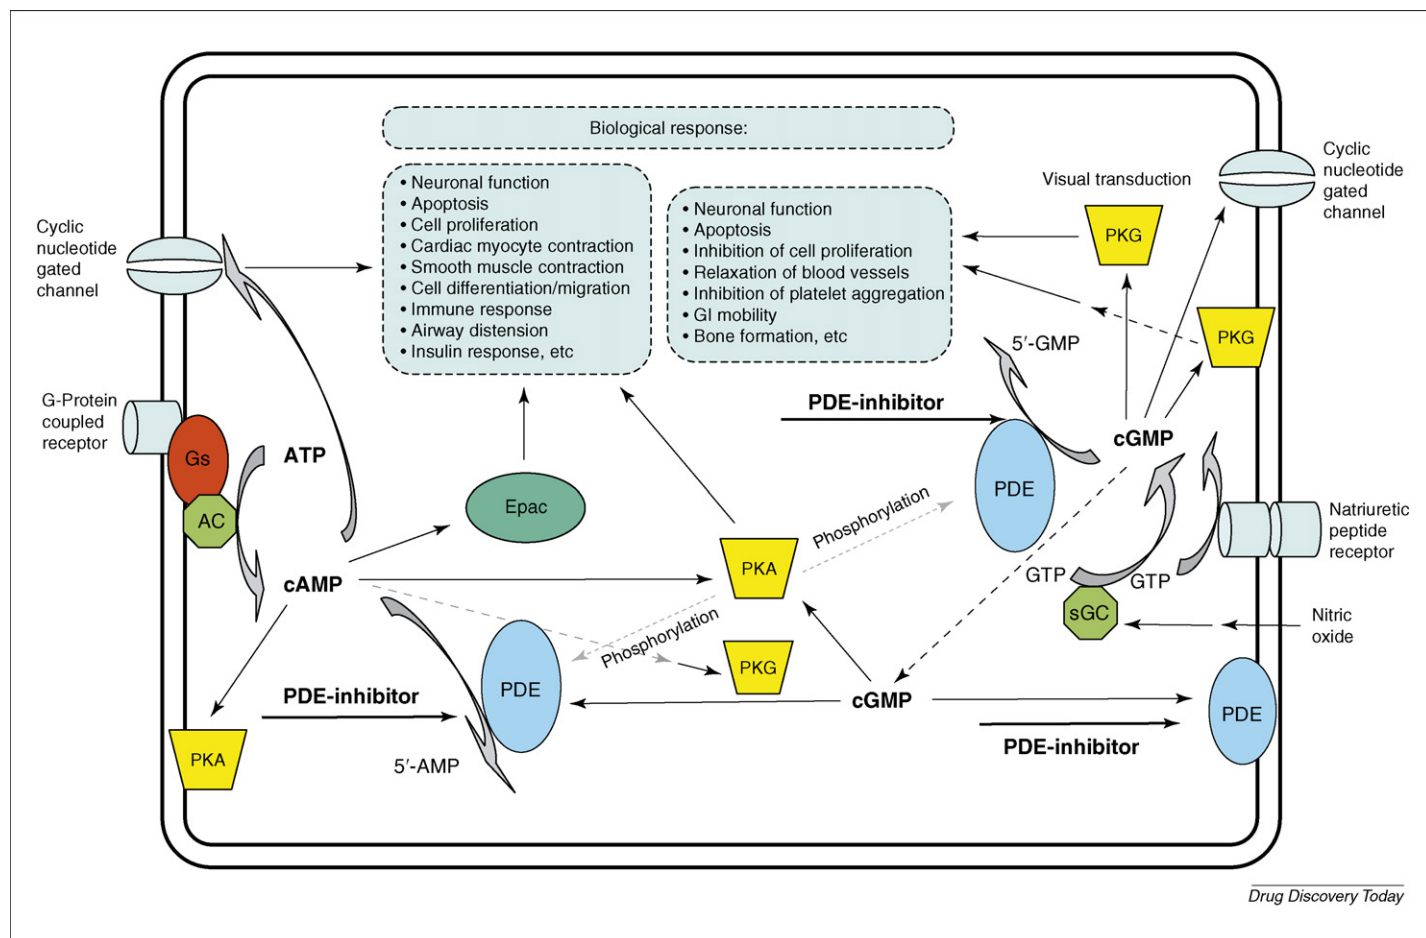 Biological response:
• Neuronal function
• Apoptosis
• Cell proliferation
• Cardiac myocyte contraction
• Smooth muscle contraction
• Cell differentiation/migration
• Immune response
• Airway distension
• Insulin response, etc
• Neuronal function
• Apoptosis
• Inhibition of cell proliferation
• Relaxation of blood vessels
• Inhibition of platelet aggregation
• GI mobility
• Bone formation, etc
Visual transduction
PKG
Cyclic
nucleotide
gated
channel
Cyclic
nucleotide
gated
channel
PKG
5′-GMP
PDE-inhibitor
cGMP
G-Protein
coupled
receptor
Gs
ATP
AC
Epac
PDE
Phosphorylation
Natriuretic
peptide
receptor
cAMP
PKA
GTP
GTP
sGC
Nitric
oxide
Phosphorylation
PKG
PDE
PDE-inhibitor
cGMP
PDE
PDE-inhibitor
PKA
5′-AMP
Drug Discovery Today